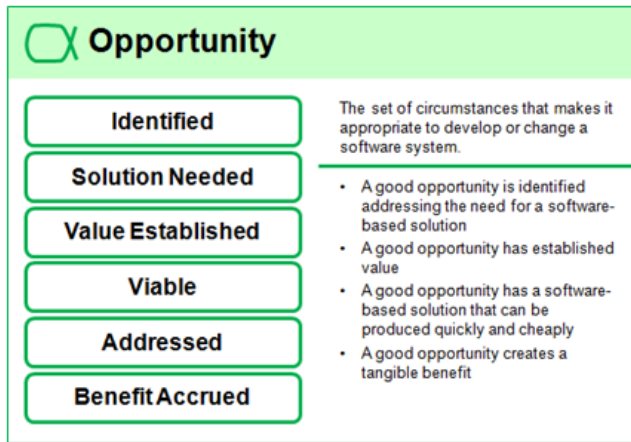 Opportunity
Identified
Solution Needed
Value Established
Viable
Addressed
Benefit Accrued
The set of circumstances that makes it
appropriate to develop or change a
software system.
• A good opportunity is identified
addressing the need for a software-
based solution
• A good opportunity has established
value
• A good opportunity has a software-
based solution that can be
produced quickly and cheaply
• A good opportunity creates a
tangible benefit